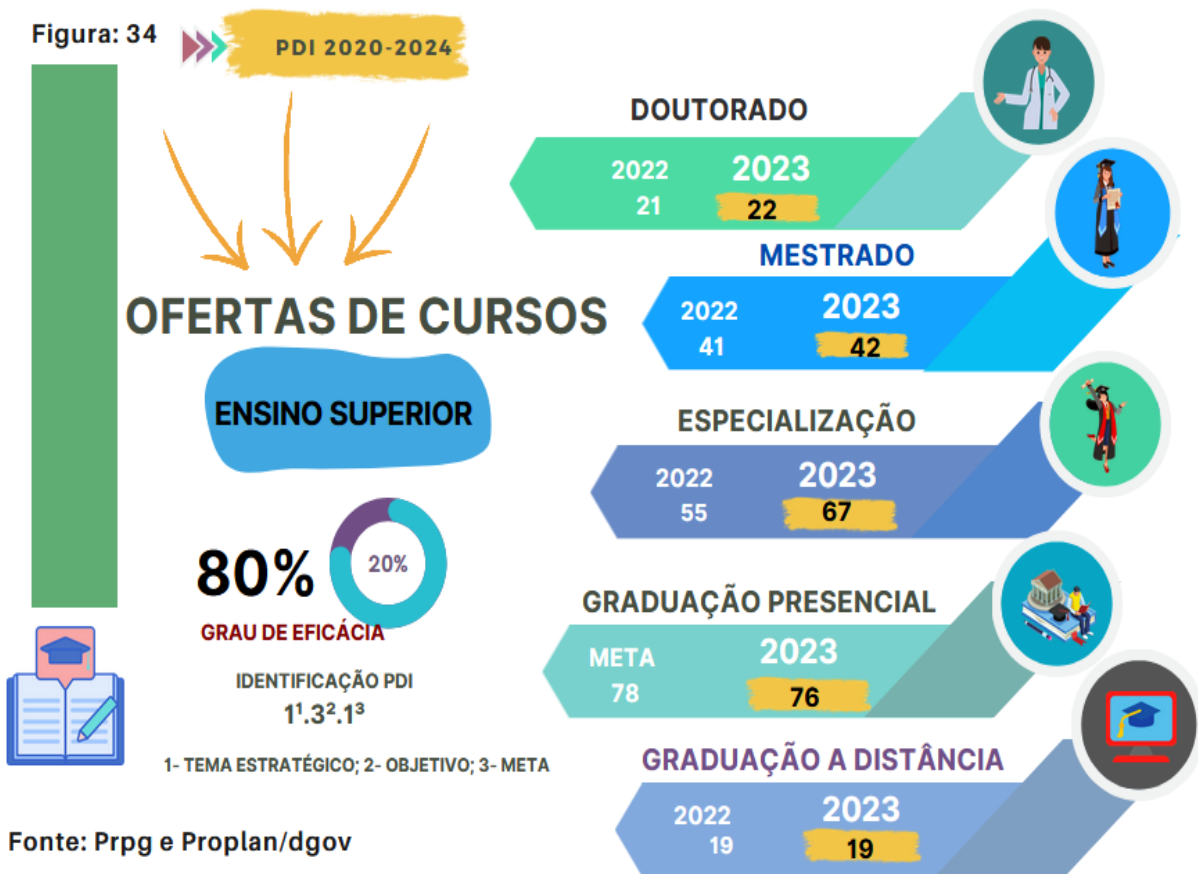 Figura: 34
PDI 2020-2024
OFERTAS DE CURSOS
ENSINO SUPERIOR
80%
20%
GRAU DE EFICÁCIA
IDENTIFICAÇÃO PDI
1¹.3².1³
1- TEMA ESTRATÉGICO; 2- OBJETIVO; 3- META
Fonte: Prpg e Proplan/dgov
DOUTORADO
2022 2023
21 22
MESTRADO
2022 2023
41 42
ESPECIALIZAÇÃO
2022 2023
55 67
GRADUAÇÃO PRESENCIAL
META 2023
78 76
GRADUAÇÃO A DISTÂNCIA
2022 2023
19 19